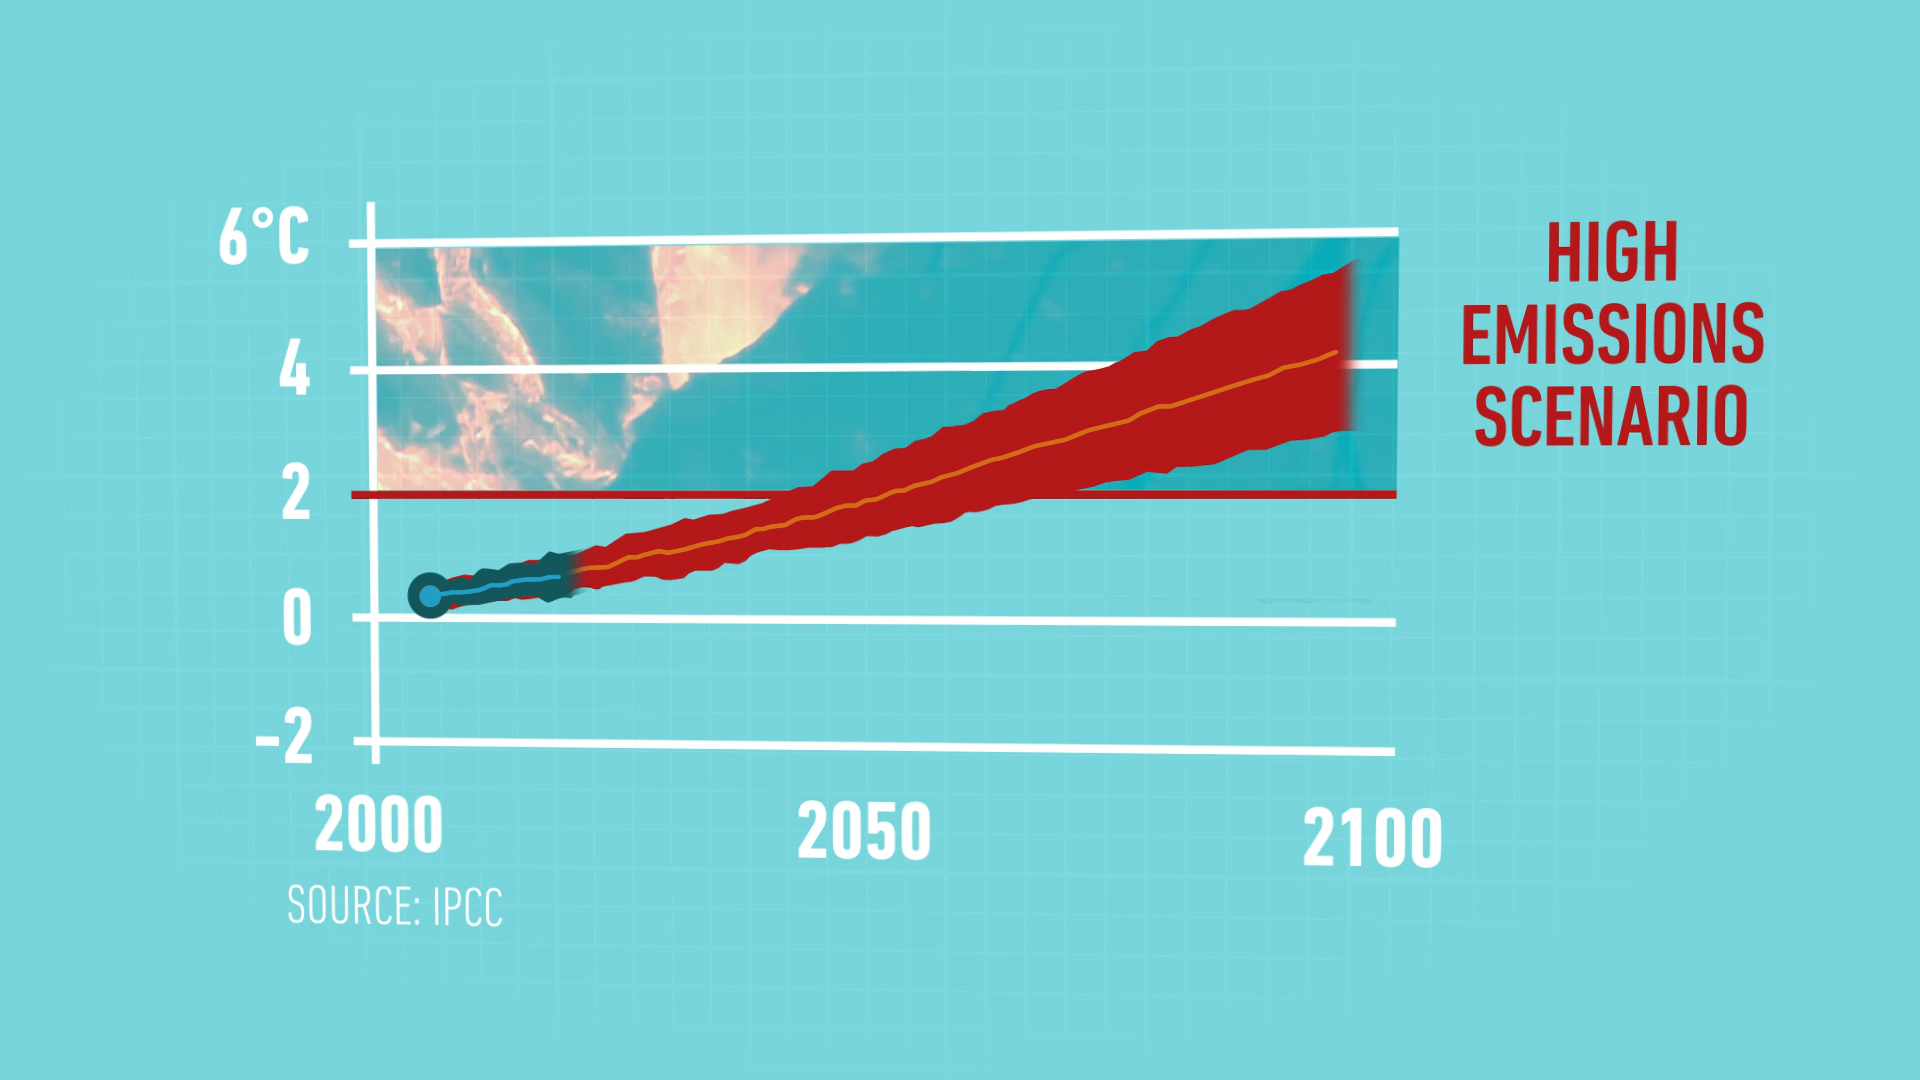 6°C
4
2
0
-2
2000
2050
2100
HIGH
EMISSIONS
SCENARIO
SOURCE: IPCC